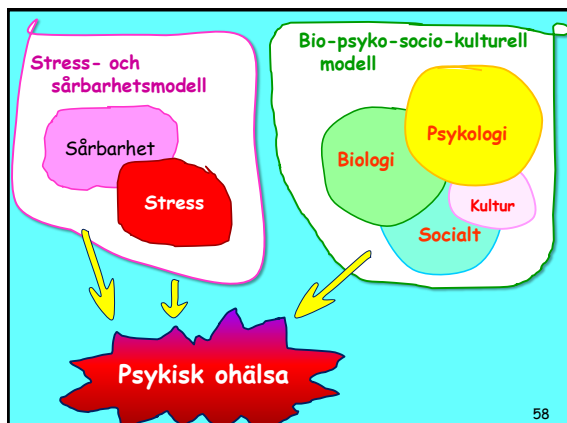 Stress- och
sårbarhetsmodell
Sårbarhet
Stress
Bio-psyko-socio-kulturell
modell
Psykologi
Biologi
Kultur
Socialt
Psykisk ohälsa
58